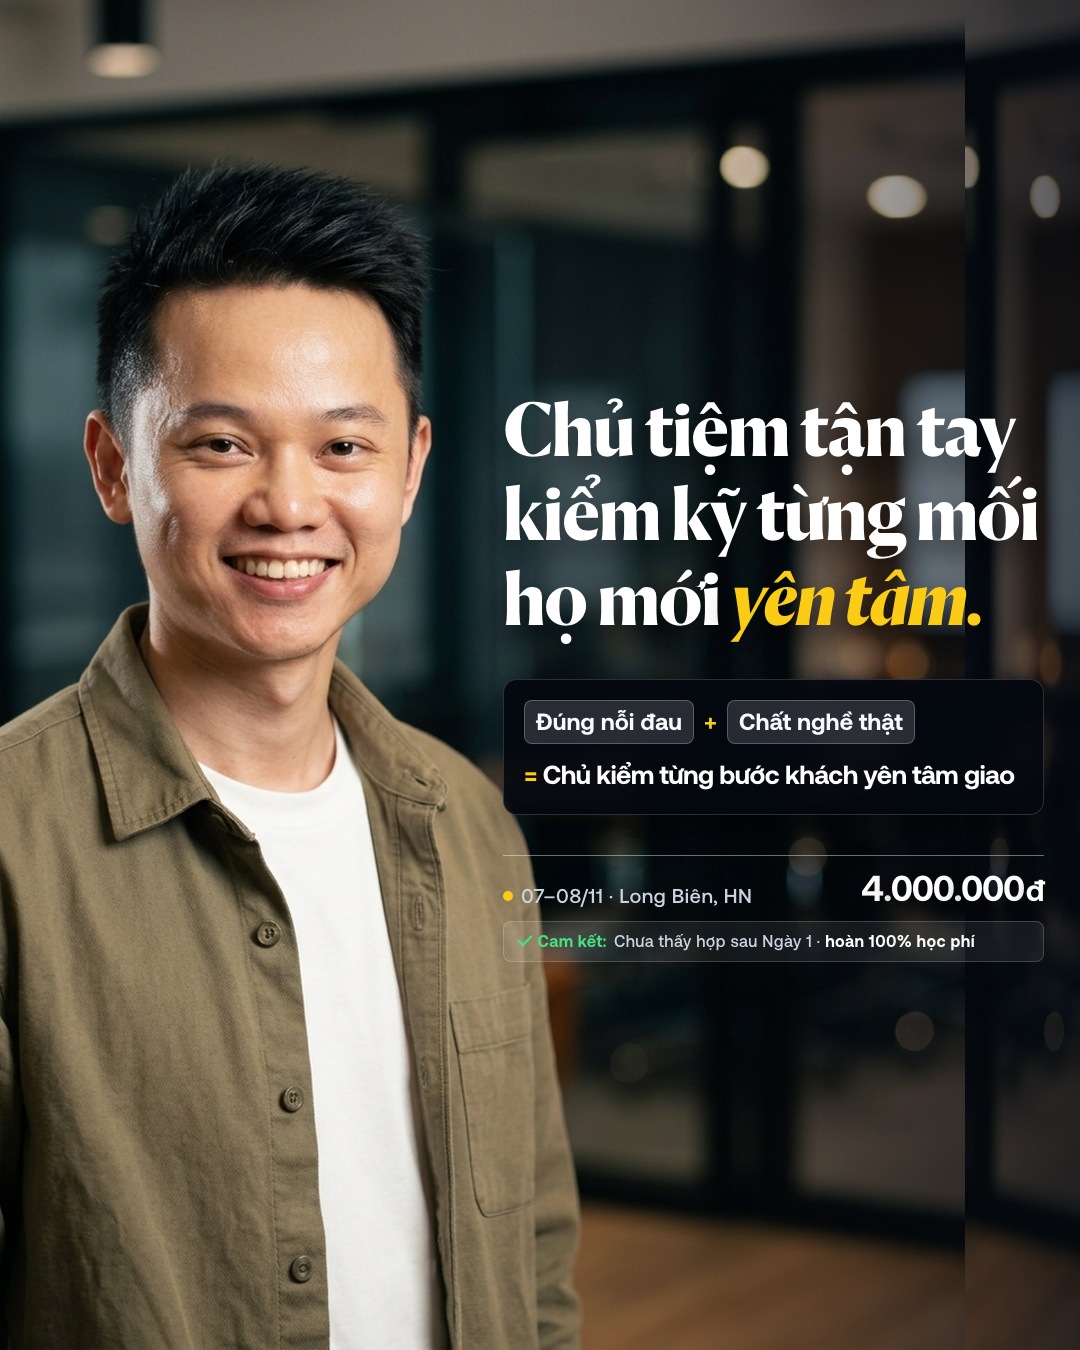 Chủ tiệm tận tay
kiểm kỹ từng mối
họ mới yên tâm.
Đúng nỗi đau + Chất nghề thật
= Chủ kiểm từng bước khách yên tâm giao
07–08/11 · Long Biên, HN
4.000.000đ
✓ Cam kết: Chưa thấy hợp sau Ngày 1 · hoàn 100% học phí